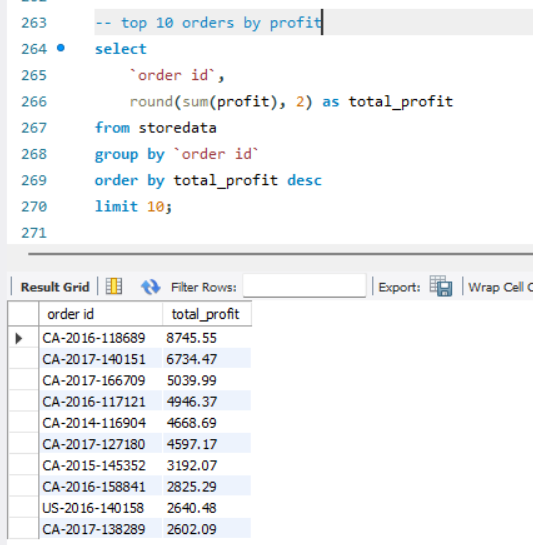 263 -- top 10 orders by profit
264 select
265 `order id`,
266 round(sum(profit), 2) as total_profit
267 from storedata
268 group by `order id`
269 order by total_profit desc
270 limit 10;
271
Result Grid Filter Rows: Export: Wrap Cell C
order id total_profit
CA-2016-118689 8745.55
CA-2017-140151 6734.47
CA-2017-166709 5039.99
CA-2016-117121 4946.37
CA-2014-116904 4668.69
CA-2017-127180 4597.17
CA-2015-145352 3192.07
CA-2016-158841 2825.29
US-2016-140158 2640.48
CA-2017-138289 2602.09